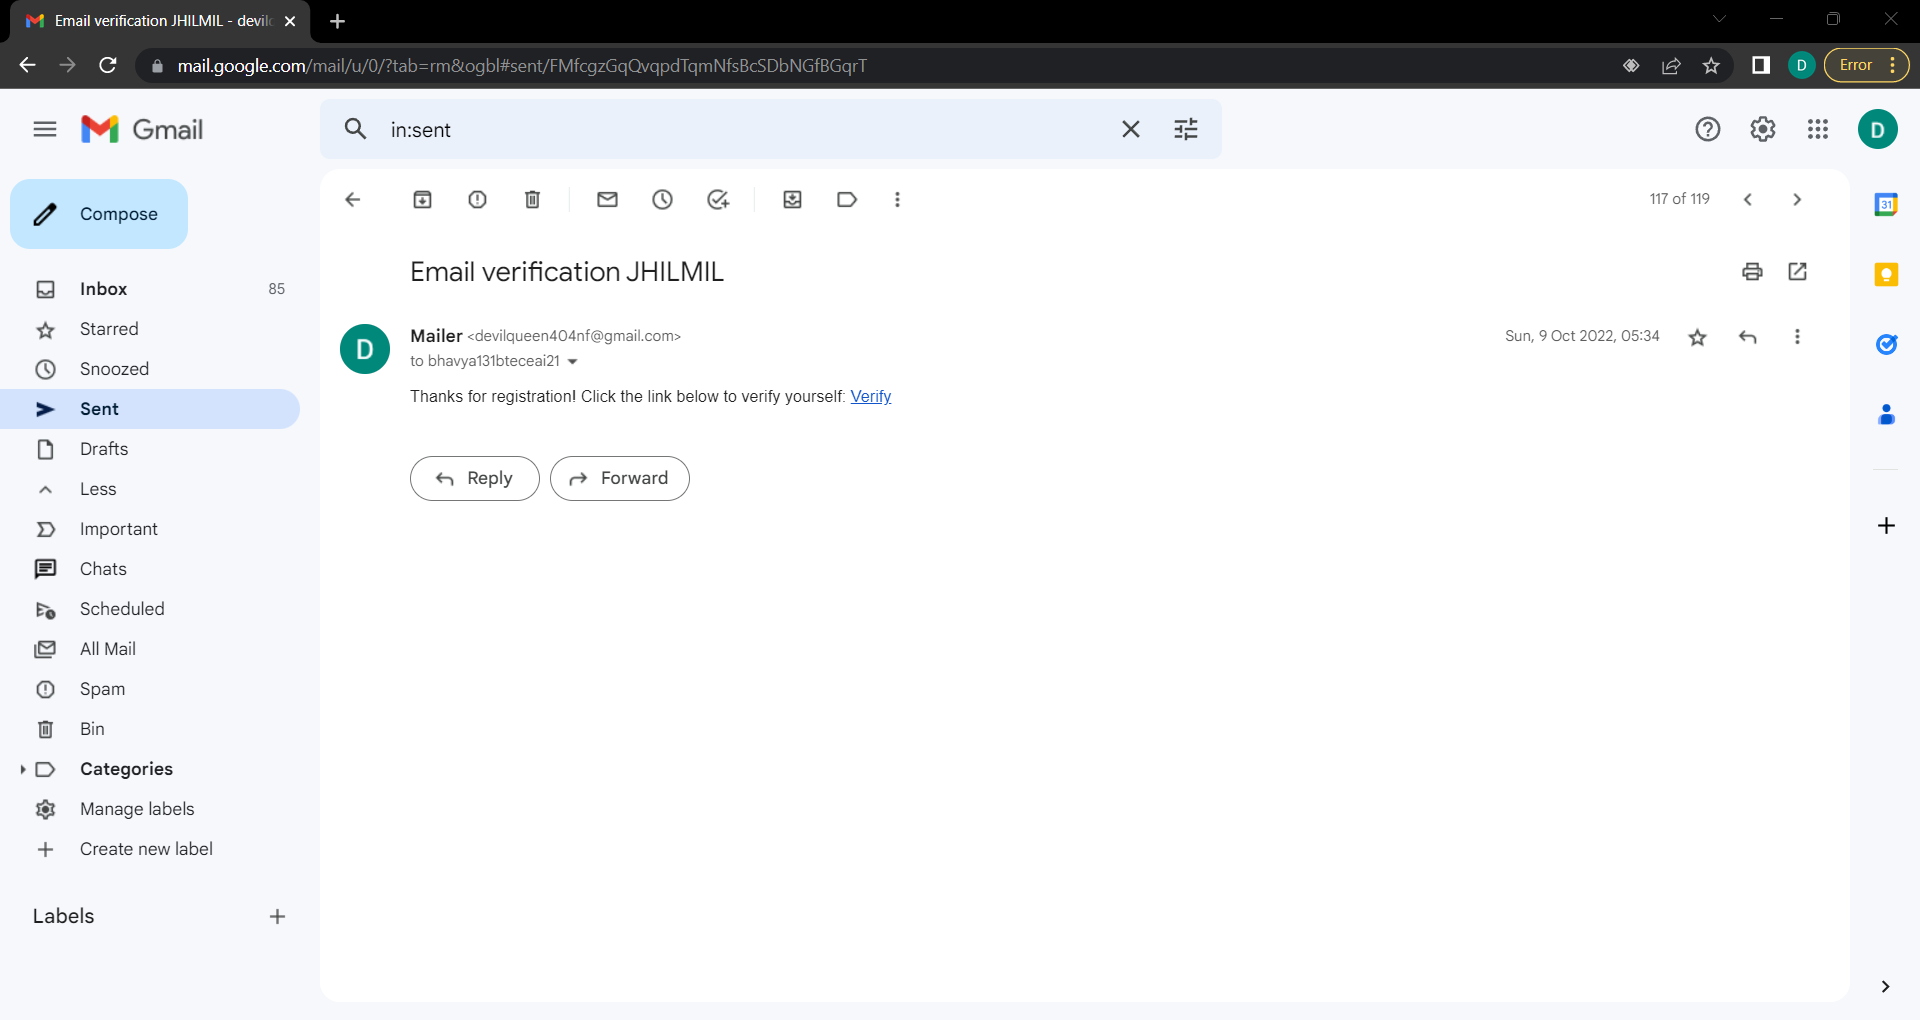 Email verification JHILMIL - devil
mail.google.com/mail/u/0/?tab=rm&ogbl#sent/FMfcgzGqQvqpdTqmNfsBcSDbNGfBGqrT
D
Error
Gmail
in:sent
D
Compose
117 of 119
31
Email verification JHILMIL
Inbox 85
Starred
Snoozed
Sent
Drafts
Less
Important
Chats
Scheduled
All Mail
Spam
Bin
Categories
Manage labels
Create new label
Labels
D
Mailer <devilqueen404nf@gmail.com>
Sun, 9 Oct 2022, 05:34
to bhavya131bteceai21
Thanks for registration! Click the link below to verify yourself: Verify
Reply
Forward